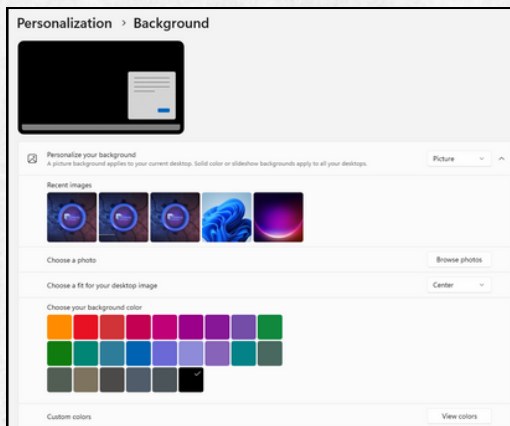 Personalization > Background
Personalize your background
A picture background applies to your current desktop. Solid color or slideshow backgrounds apply to all your desktops.
Picture
Recent images
Choose a photo
Browse photos
Choose a fit for your desktop image
Center
Choose your background color
Custom colors
View colors